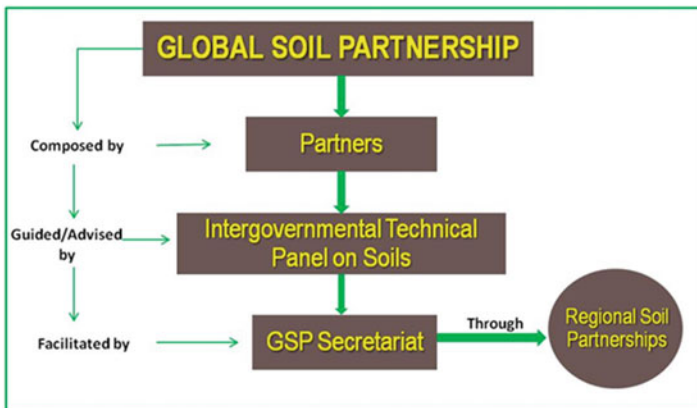 GLOBAL SOIL PARTNERSHIP
Composed by
Partners
Guided/Advised
by
Intergovernmental Technical
Panel on Soils
Facilitated by
GSP Secretariat
Through
Regional Soil
Partnerships